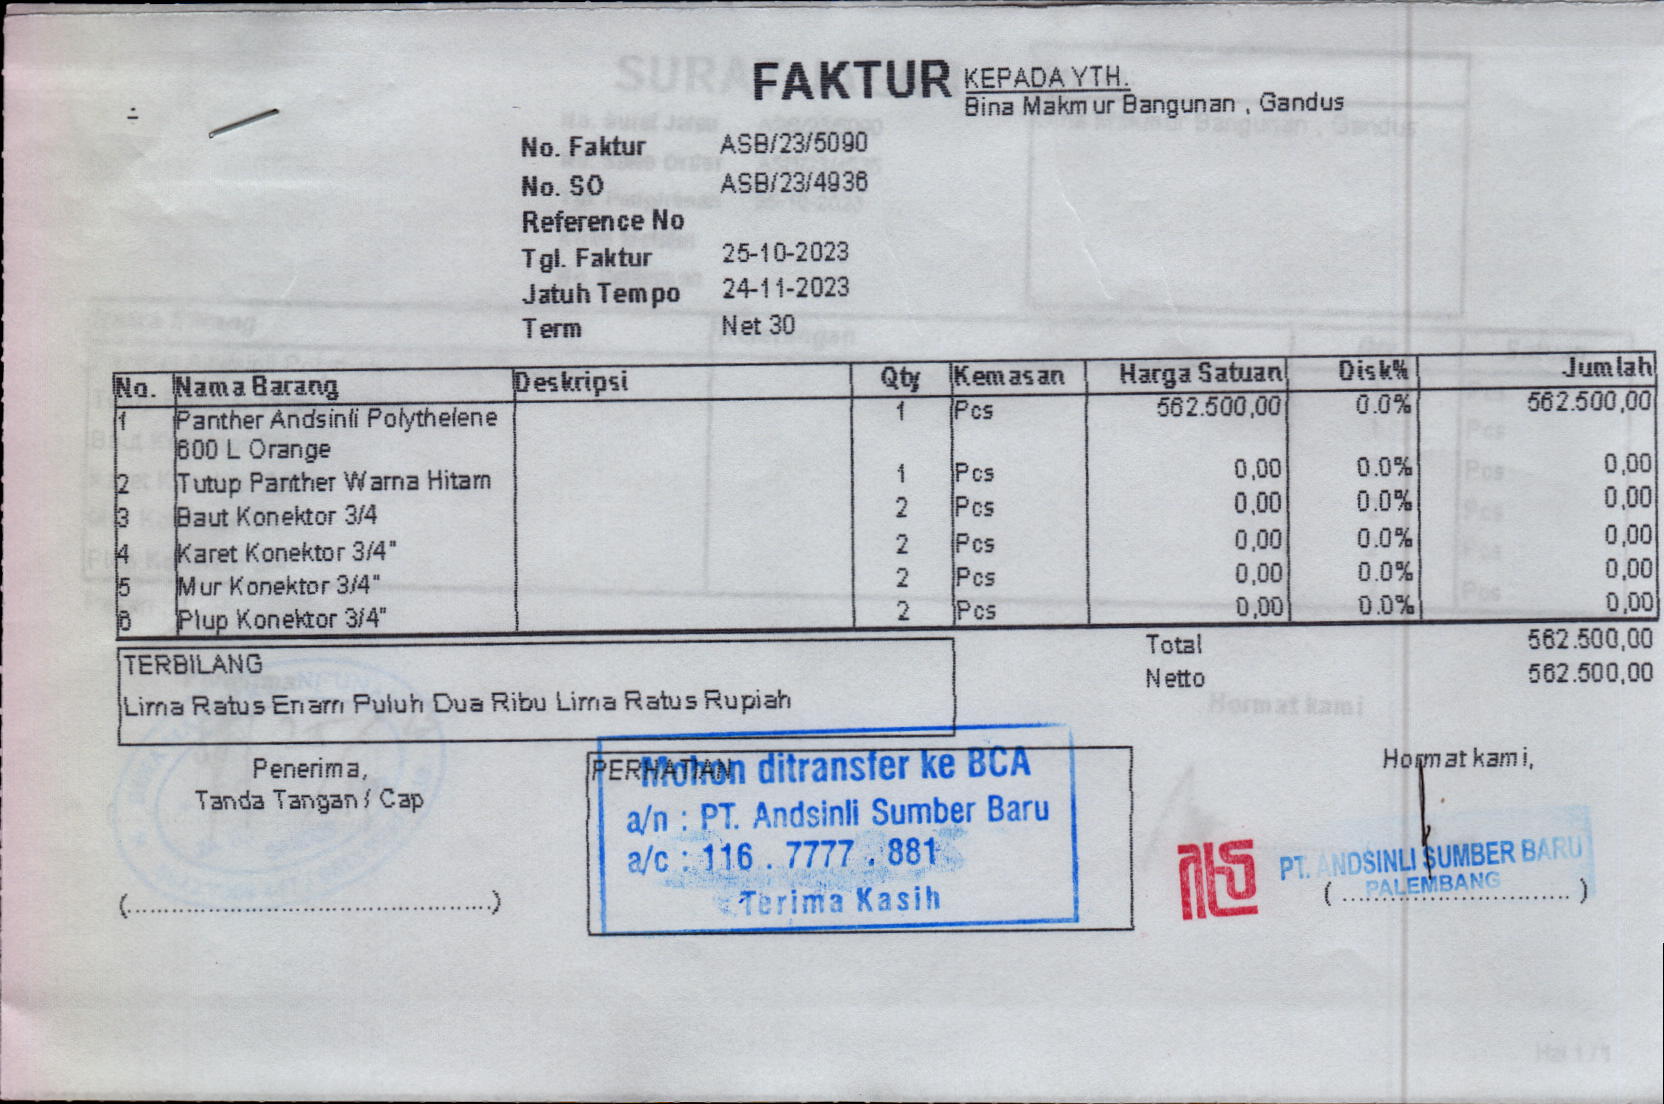 FAKTUR
KEPADA YTH.
Bina Makmur Bangunan , Gandus
No. Faktur ASB/23/5090
No. SO ASB/23/4936
Reference No
Tgl. Faktur 25-10-2023
Jatuh Tempo 24-11-2023
Term Net 30
No. Nama Barang Deskripsi Qty Kemasan Harga Satuan Disk% Jumlah
1 Panther Andsinli Polythelene 1 Pcs 562.500,00 0.0% 562.500,00
600 L Orange
2 Tutup Panther Warna Hitam 1 Pcs 0,00 0.0% 0,00
3 Baut Konektor 3/4 2 Pcs 0,00 0.0% 0,00
4 Karet Konektor 3/4" 2 Pcs 0,00 0.0% 0,00
5 Mur Konektor 3/4" 2 Pcs 0,00 0.0% 0,00
6 Plup Konektor 3/4" 2 Pcs 0,00 0.0% 0,00
Total 562.500,00
Netto 562.500,00
TERBILANG
Lima Ratus Enam Puluh Dua Ribu Lima Ratus Rupiah
Penerima,
Tanda Tangan / Cap
(..............................................)
PERHATIAN
Mohon ditransfer ke BCA
a/n : PT. Andsinli Sumber Baru
a/c : 116 . 7777 . 881
Terima Kasih
Hormat kami,
PT. ANDSINLI SUMBER BARU
PALEMBANG
( ............................. )